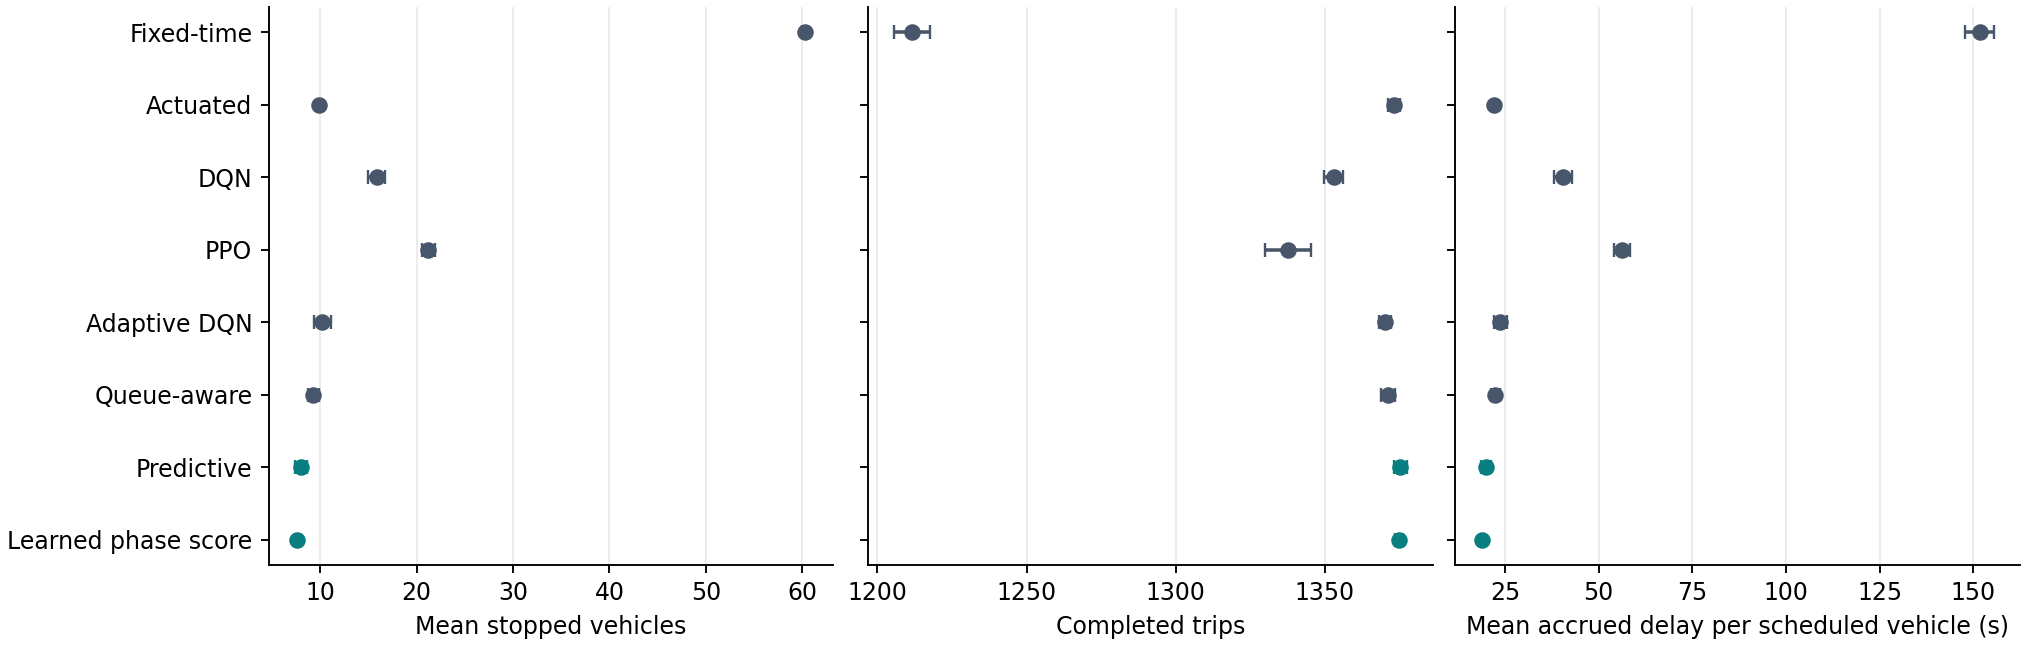 Fixed-time
Actuated
DQN
PPO
Adaptive DQN
Queue-aware
Predictive
Learned phase score
10 20 30 40 50 60
Mean stopped vehicles
1200 1250 1300 1350
Completed trips
25 50 75 100 125 150
Mean accrued delay per scheduled vehicle (s)